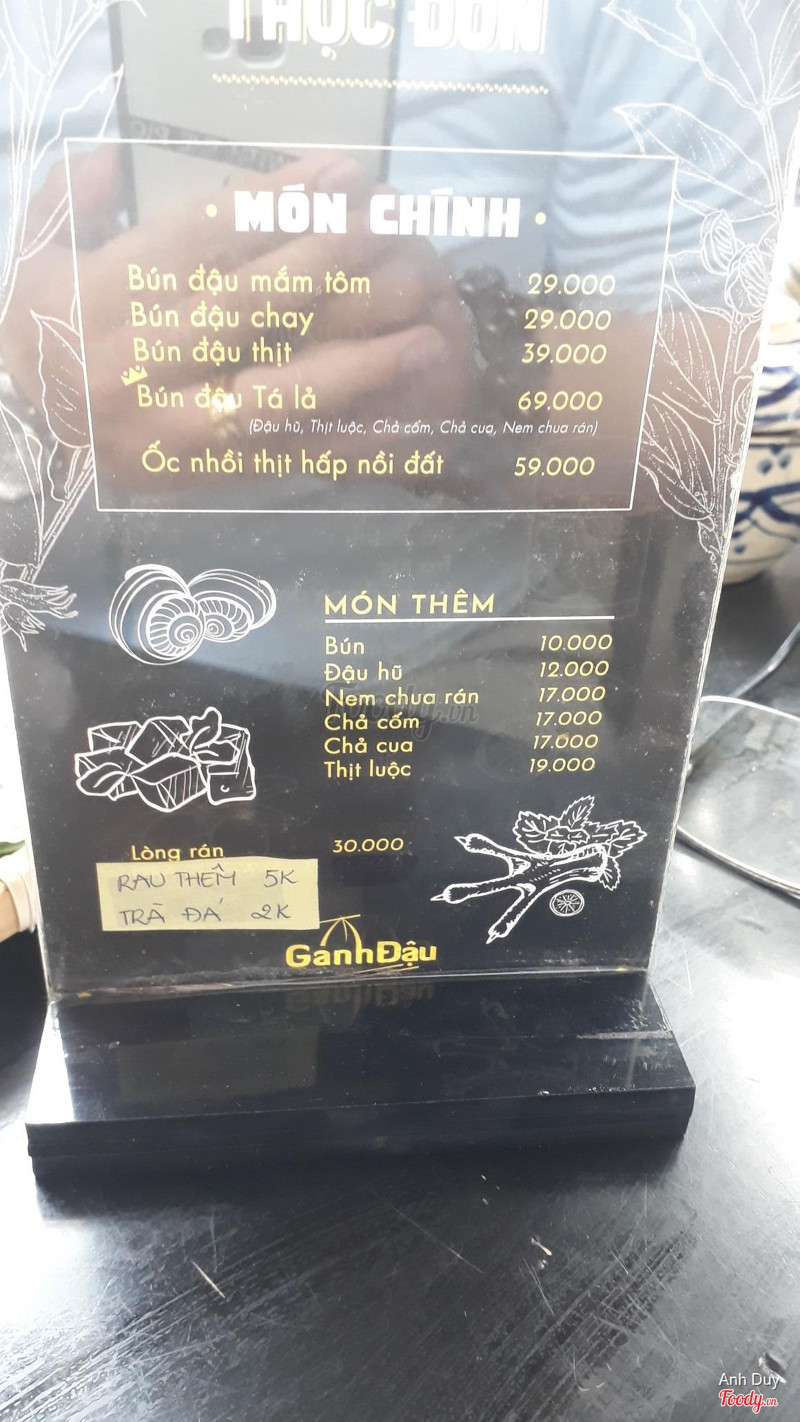 THỰC ĐƠN
• MÓN CHÍNH •
Bún đậu mắm tôm 29.000
Bún đậu chay 29.000
Bún đậu thịt 39.000
Bún đậu Tá lả 69.000
(Đậu hũ, Thịt luộc, Chả cốm, Chả cua, Nem chua rán)
Ốc nhồi thịt hấp nồi đất 59.000
MÓN THÊM
Bún 10.000
Đậu hũ 12.000
Nem chua rán 17.000
Chả cốm 17.000
Chả cua 17.000
Thịt luộc 19.000
Lòng rán 30.000
RAU THÊM 5K
TRÀ ĐÁ 2K
GánhĐậu
Anh Duy
Foody.vn